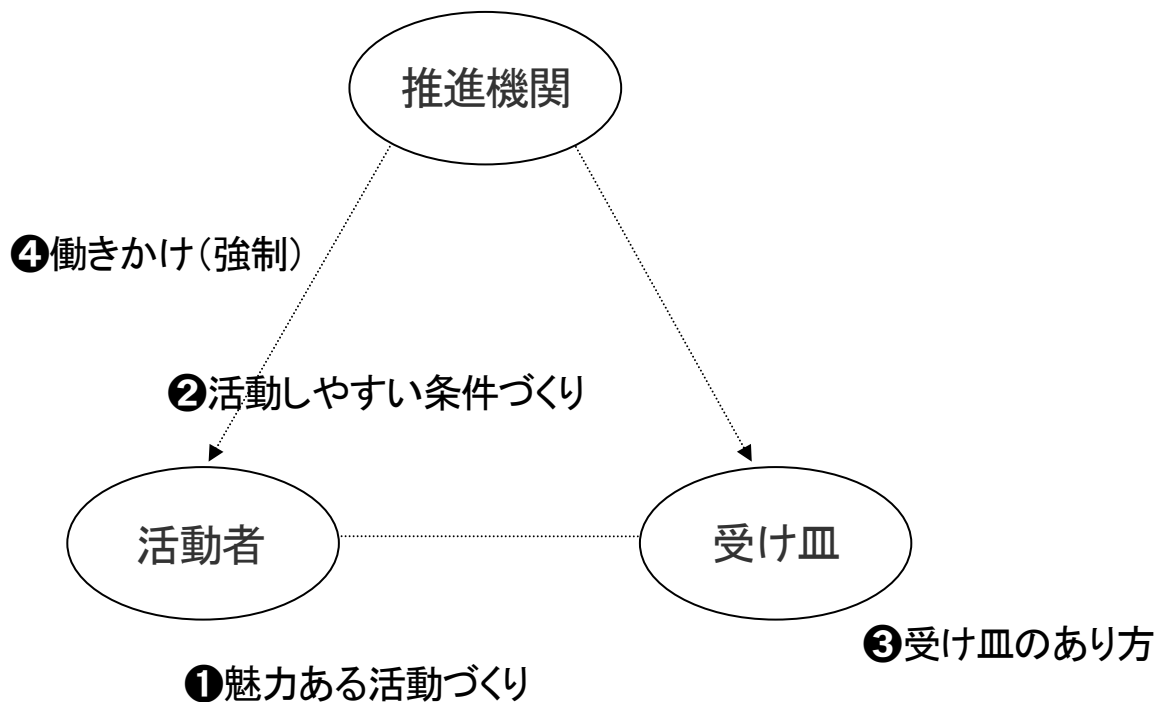 推進機関
❹働きかけ（強制）
❷活動しやすい条件づくり
活動者
受け皿
❸受け皿のあり方
❶魅力ある活動づくり